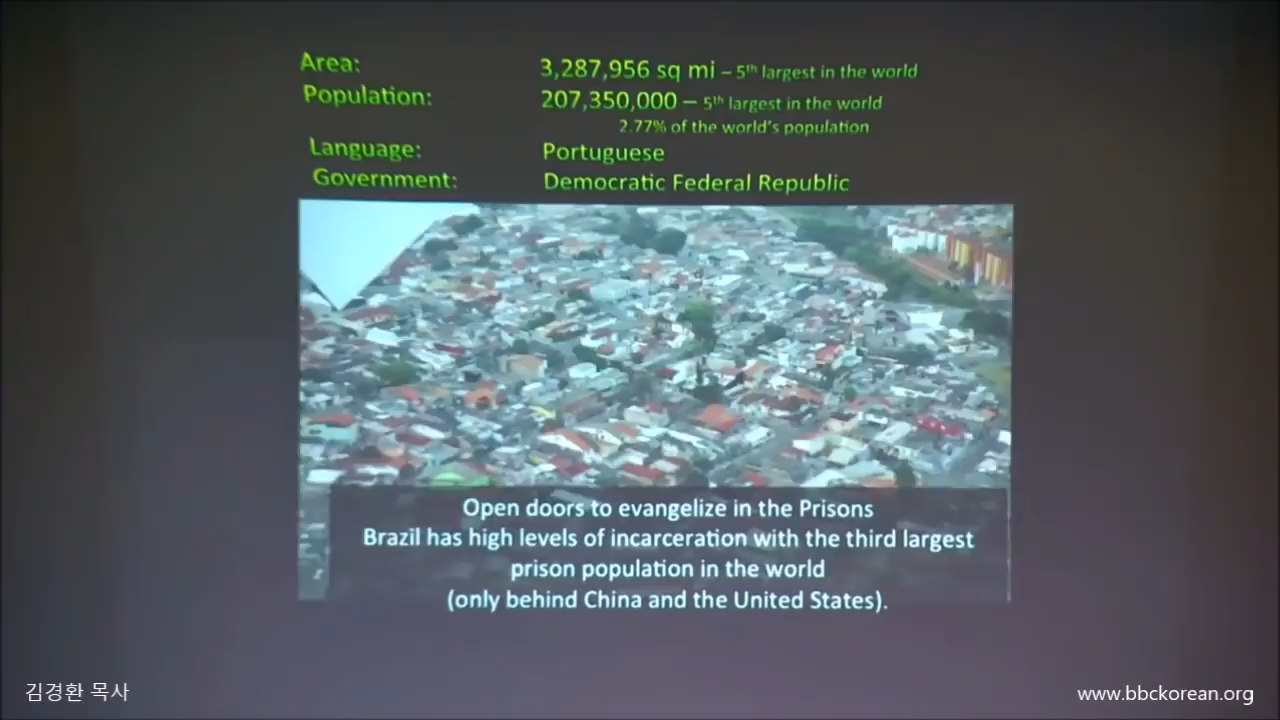 Area: 3,287,956 sq mi – 5th largest in the world
Population: 207,350,000 – 5th largest in the world
2.77% of the world's population
Language: Portuguese
Government: Democratic Federal Republic
Open doors to evangelize in the Prisons
Brazil has high levels of incarceration with the third largest
prison population in the world
(only behind China and the United States).
김경환 목사
www.bbckorean.org